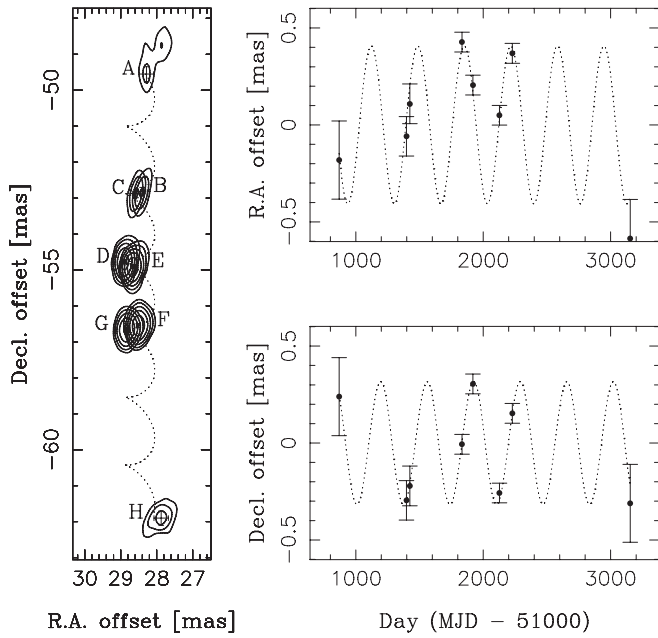 Decl. offset [mas]
−50
−55
−60
A
C
B
D
E
G
F
H
30
29
28
27
R.A. offset [mas]
R.A. offset [mas]
0.5
0
−0.5
1000
2000
3000
Decl. offset [mas]
0.5
0
−0.5
1000
2000
3000
Day (MJD − 51000)